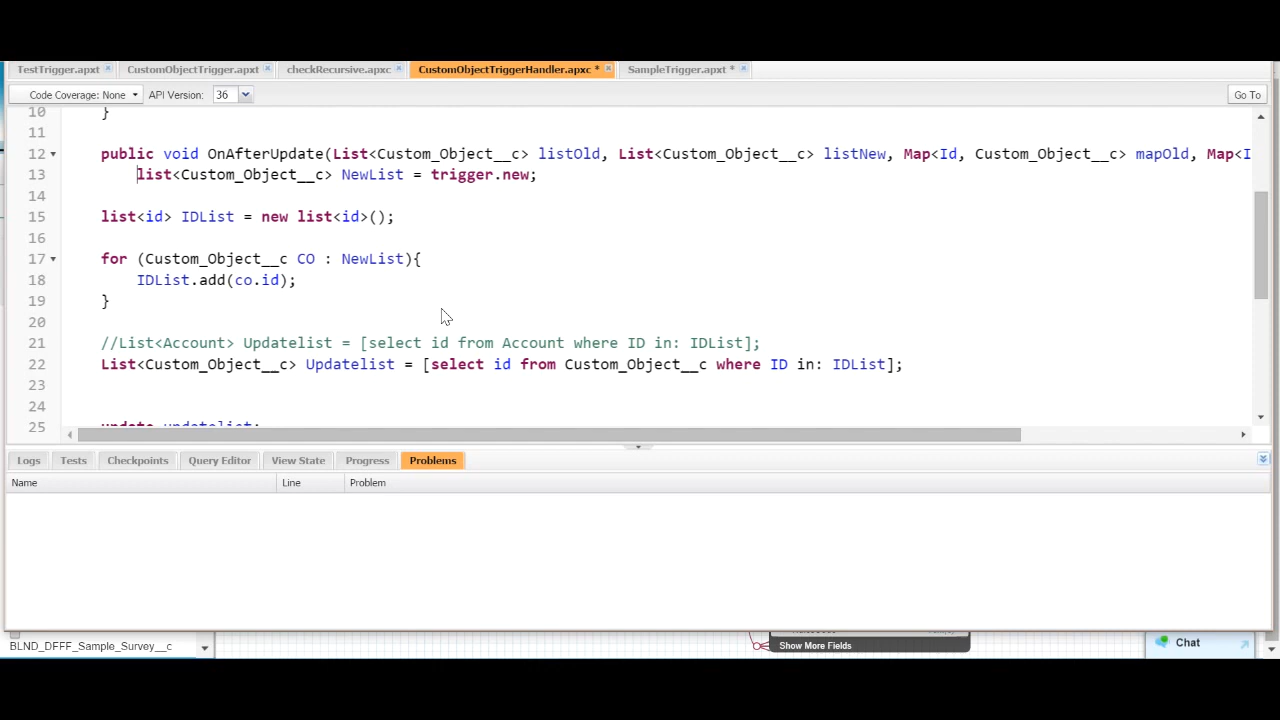 TestTrigger.apxt CustomObjectTrigger.apxt checkRecursive.apxc CustomObjectTriggerHandler.apxc * SampleTrigger.apxt *
Code Coverage: None API Version: 36 Go To
10 }
11
12 public void OnAfterUpdate(List<Custom_Object__c> listOld, List<Custom_Object__c> listNew, Map<Id, Custom_Object__c> mapOld, Map<I
13 list<Custom_Object__c> NewList = trigger.new;
14
15 list<id> IDList = new list<id>();
16
17 for (Custom_Object__c CO : NewList){
18 IDList.add(co.id);
19 }
20
21 //List<Account> Updatelist = [select id from Account where ID in: IDList];
22 List<Custom_Object__c> Updatelist = [select id from Custom_Object__c where ID in: IDList];
23
24
25 update updatelist;
Logs Tests Checkpoints Query Editor View State Progress Problems
Name Line Problem
BLND_DFFF_Sample_Survey__c Show More Fields Chat